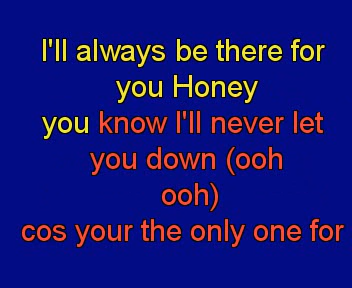 I'll always be there for
you Honey
you know I'll never let
you down (ooh
ooh)
cos your the only one for